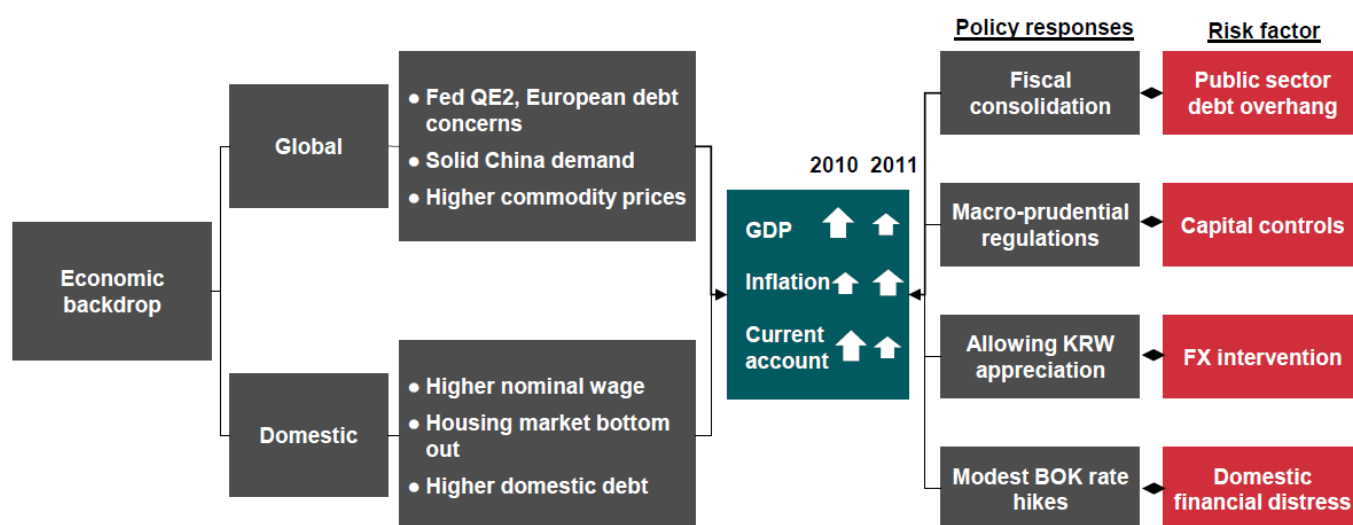 Policy responses
Risk factor
Economic
backdrop
Global
● Fed QE2, European debt
concerns
● Solid China demand
● Higher commodity prices
Domestic
● Higher nominal wage
● Housing market bottom
out
● Higher domestic debt
2010 2011
GDP
Inflation
Current
account
Fiscal
consolidation
Public sector
debt overhang
Macro-prudential
regulations
Capital controls
Allowing KRW
appreciation
FX intervention
Modest BOK rate
hikes
Domestic
financial distress